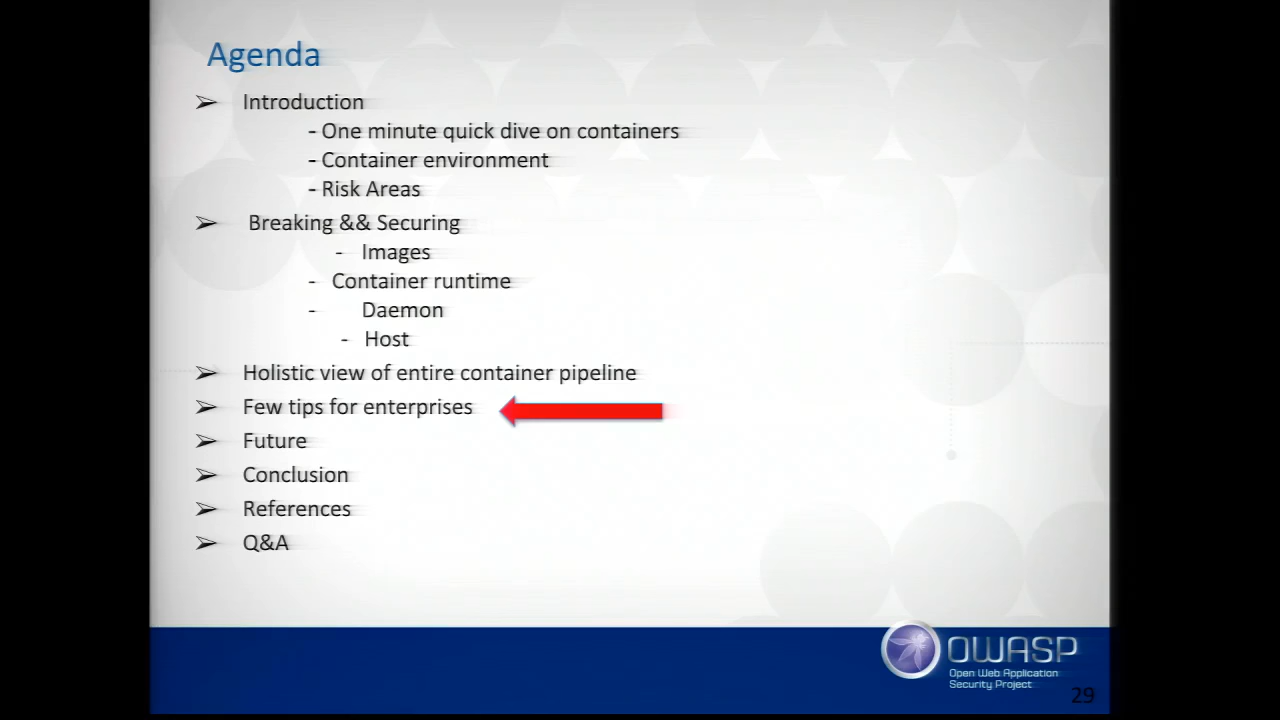 Agenda
➢ Introduction
- One minute quick dive on containers
- Container environment
- Risk Areas
➢ Breaking && Securing
- Images
- Container runtime
- Daemon
- Host
➢ Holistic view of entire container pipeline
➢ Few tips for enterprises
➢ Future
➢ Conclusion
➢ References
➢ Q&A
OWASP
Open Web Application
Security Project
29